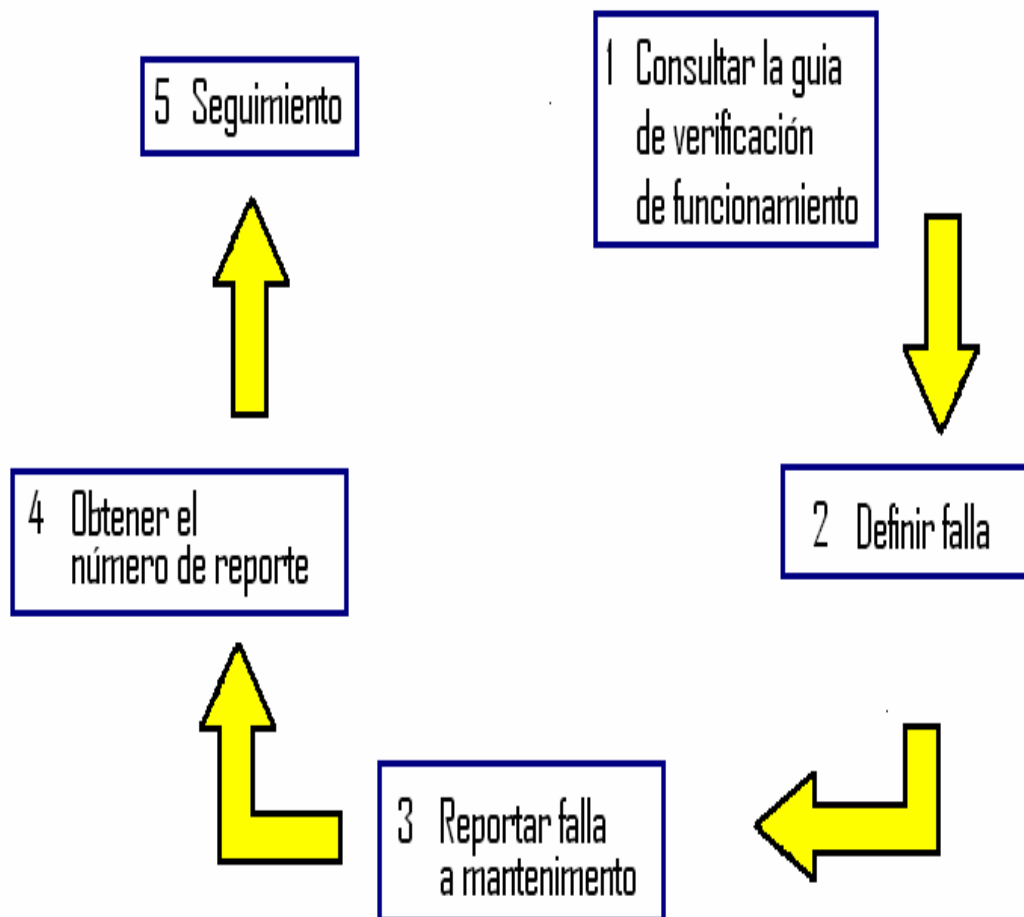 1 Consultar la guia
de verificación
de funcionamiento
2 Definir falla
3 Reportar falla
a mantenimento
4 Obtener el
número de reporte
5 Seguimiento